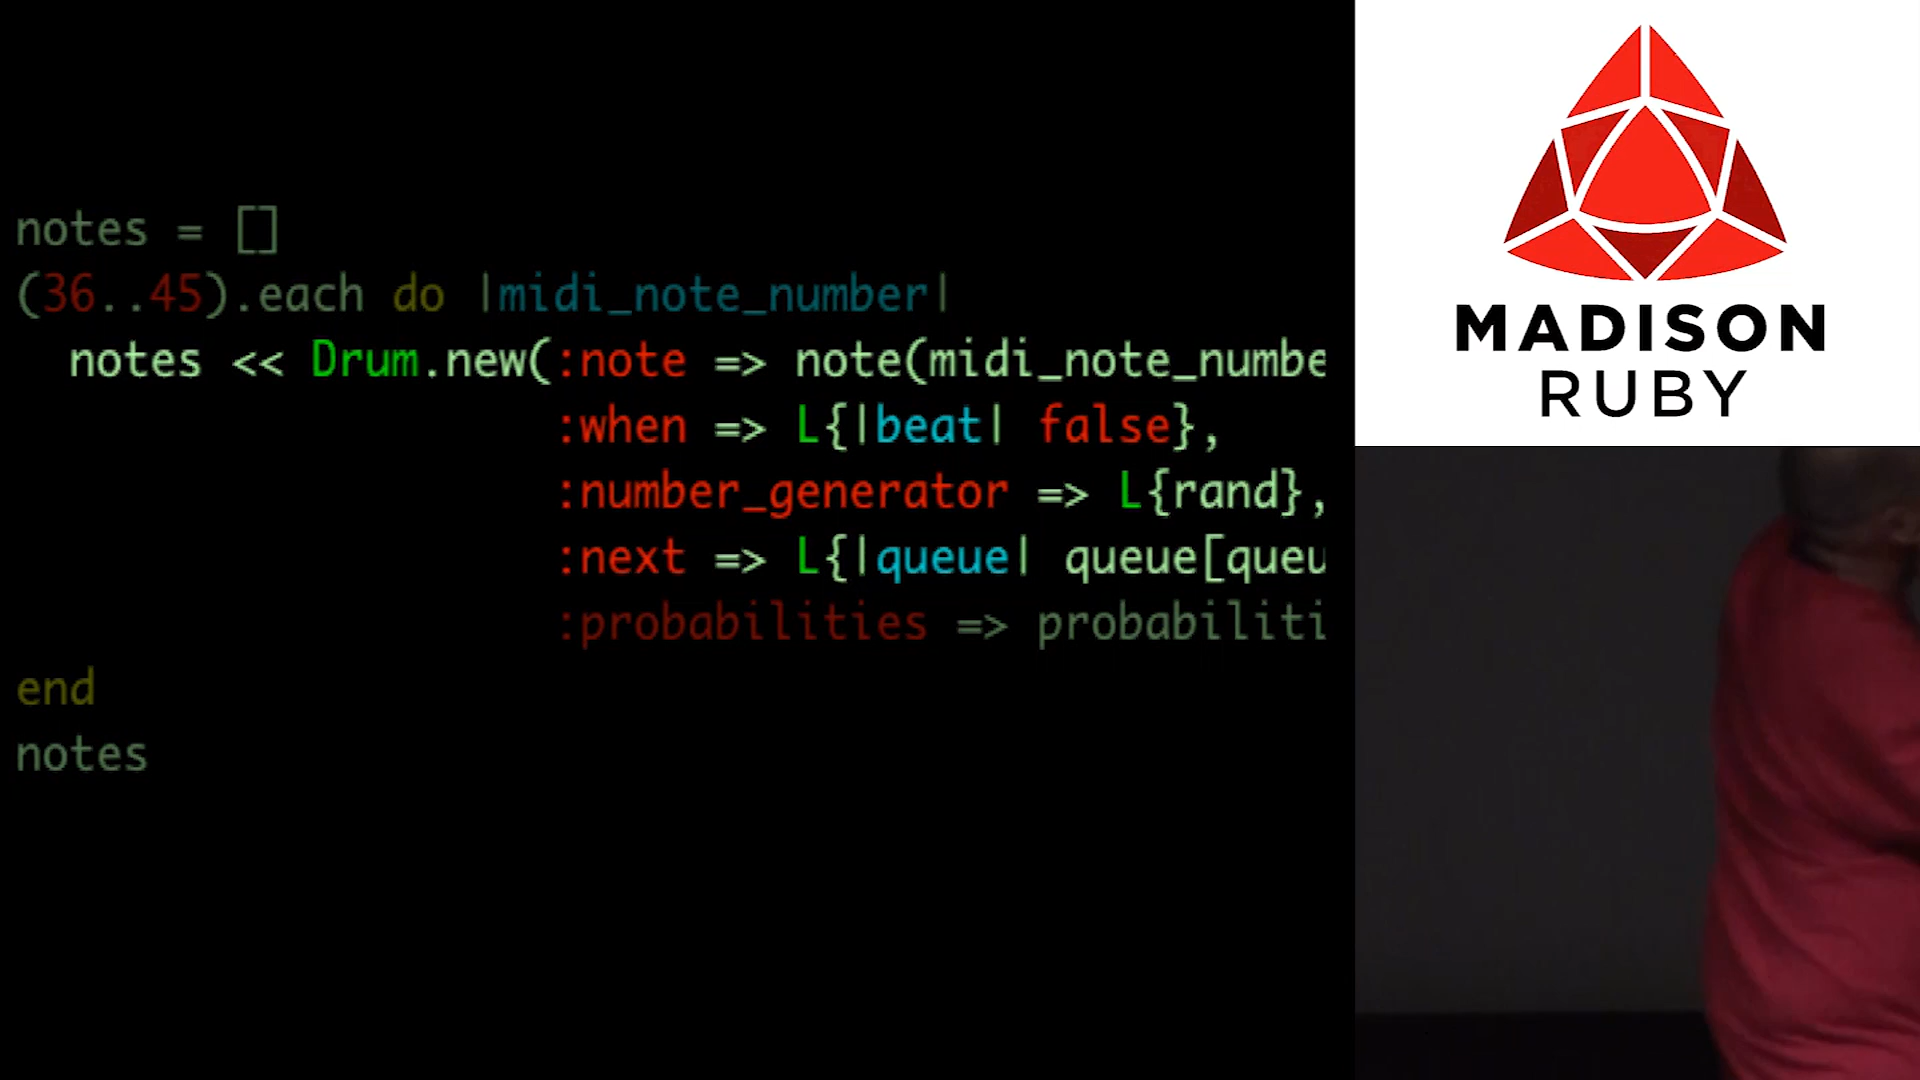 notes = []
(36..45).each do |midi_note_number|
  notes << Drum.new(:note => note(midi_note_numbe
                    :when => L{|beat| false},
                    :number_generator => L{rand},
                    :next => L{|queue| queue[queu
                    :probabilities => probabiliti
end
notes
MADISON
RUBY